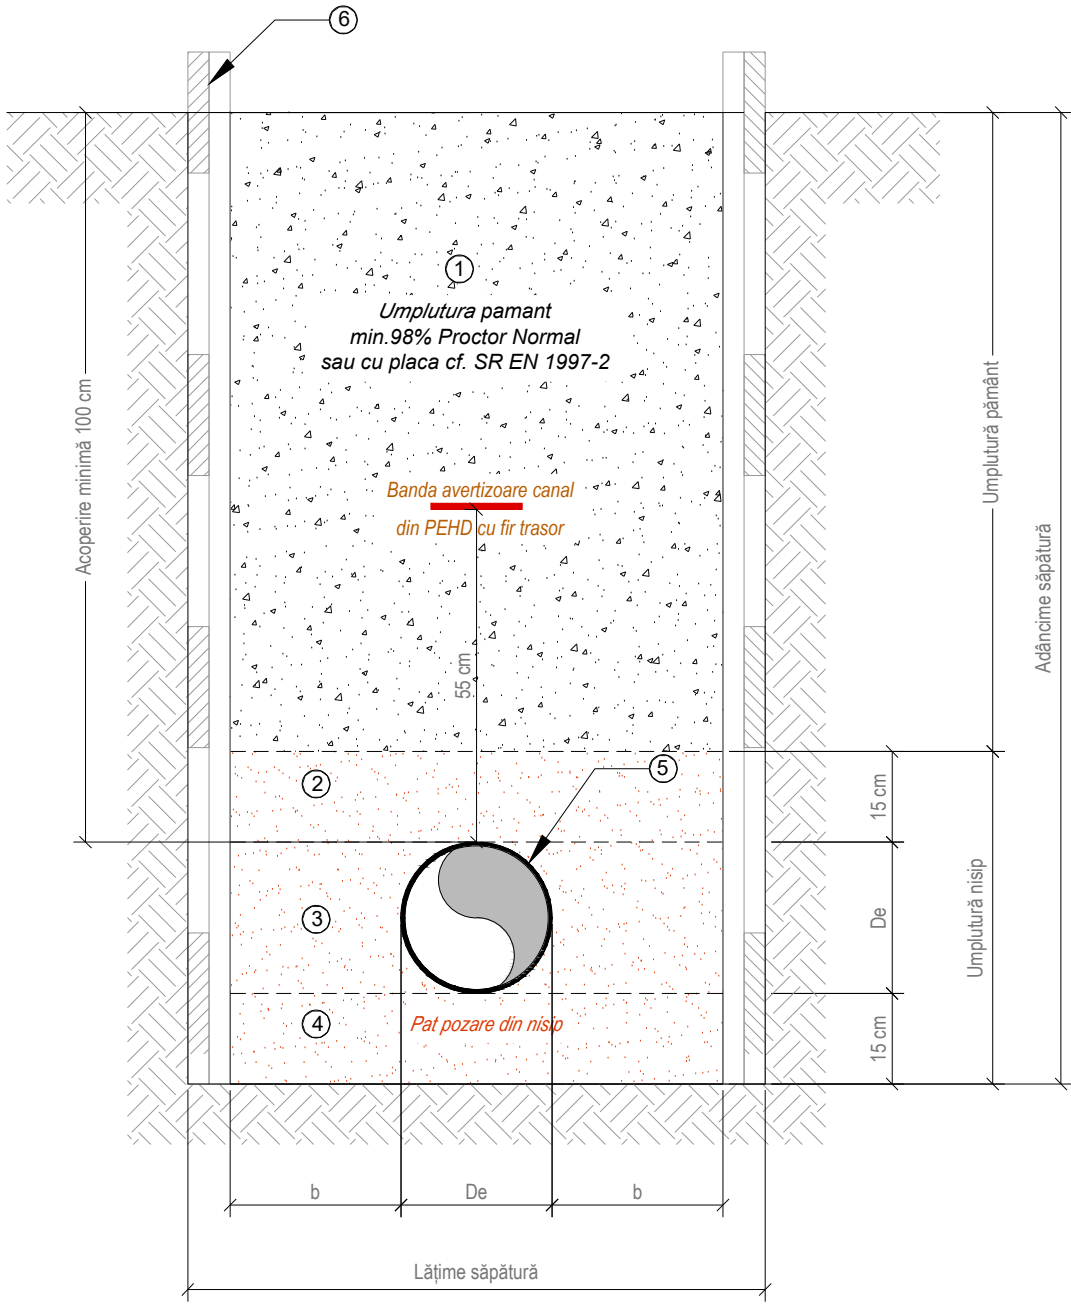 6
1
Umplutura pamant
min.98% Proctor Normal
sau cu placa cf. SR EN 1997-2
Acoperire minimă 100 cm
Umplutură pământ
Adâncime săpătură
Banda avertizoare canal
din PEHD cu fir trasor
55 cm
5
2
15 cm
3
De
Umplutură nisip
4
Pat pozare din nisip
15 cm
b
De
b
Lățime săpătură